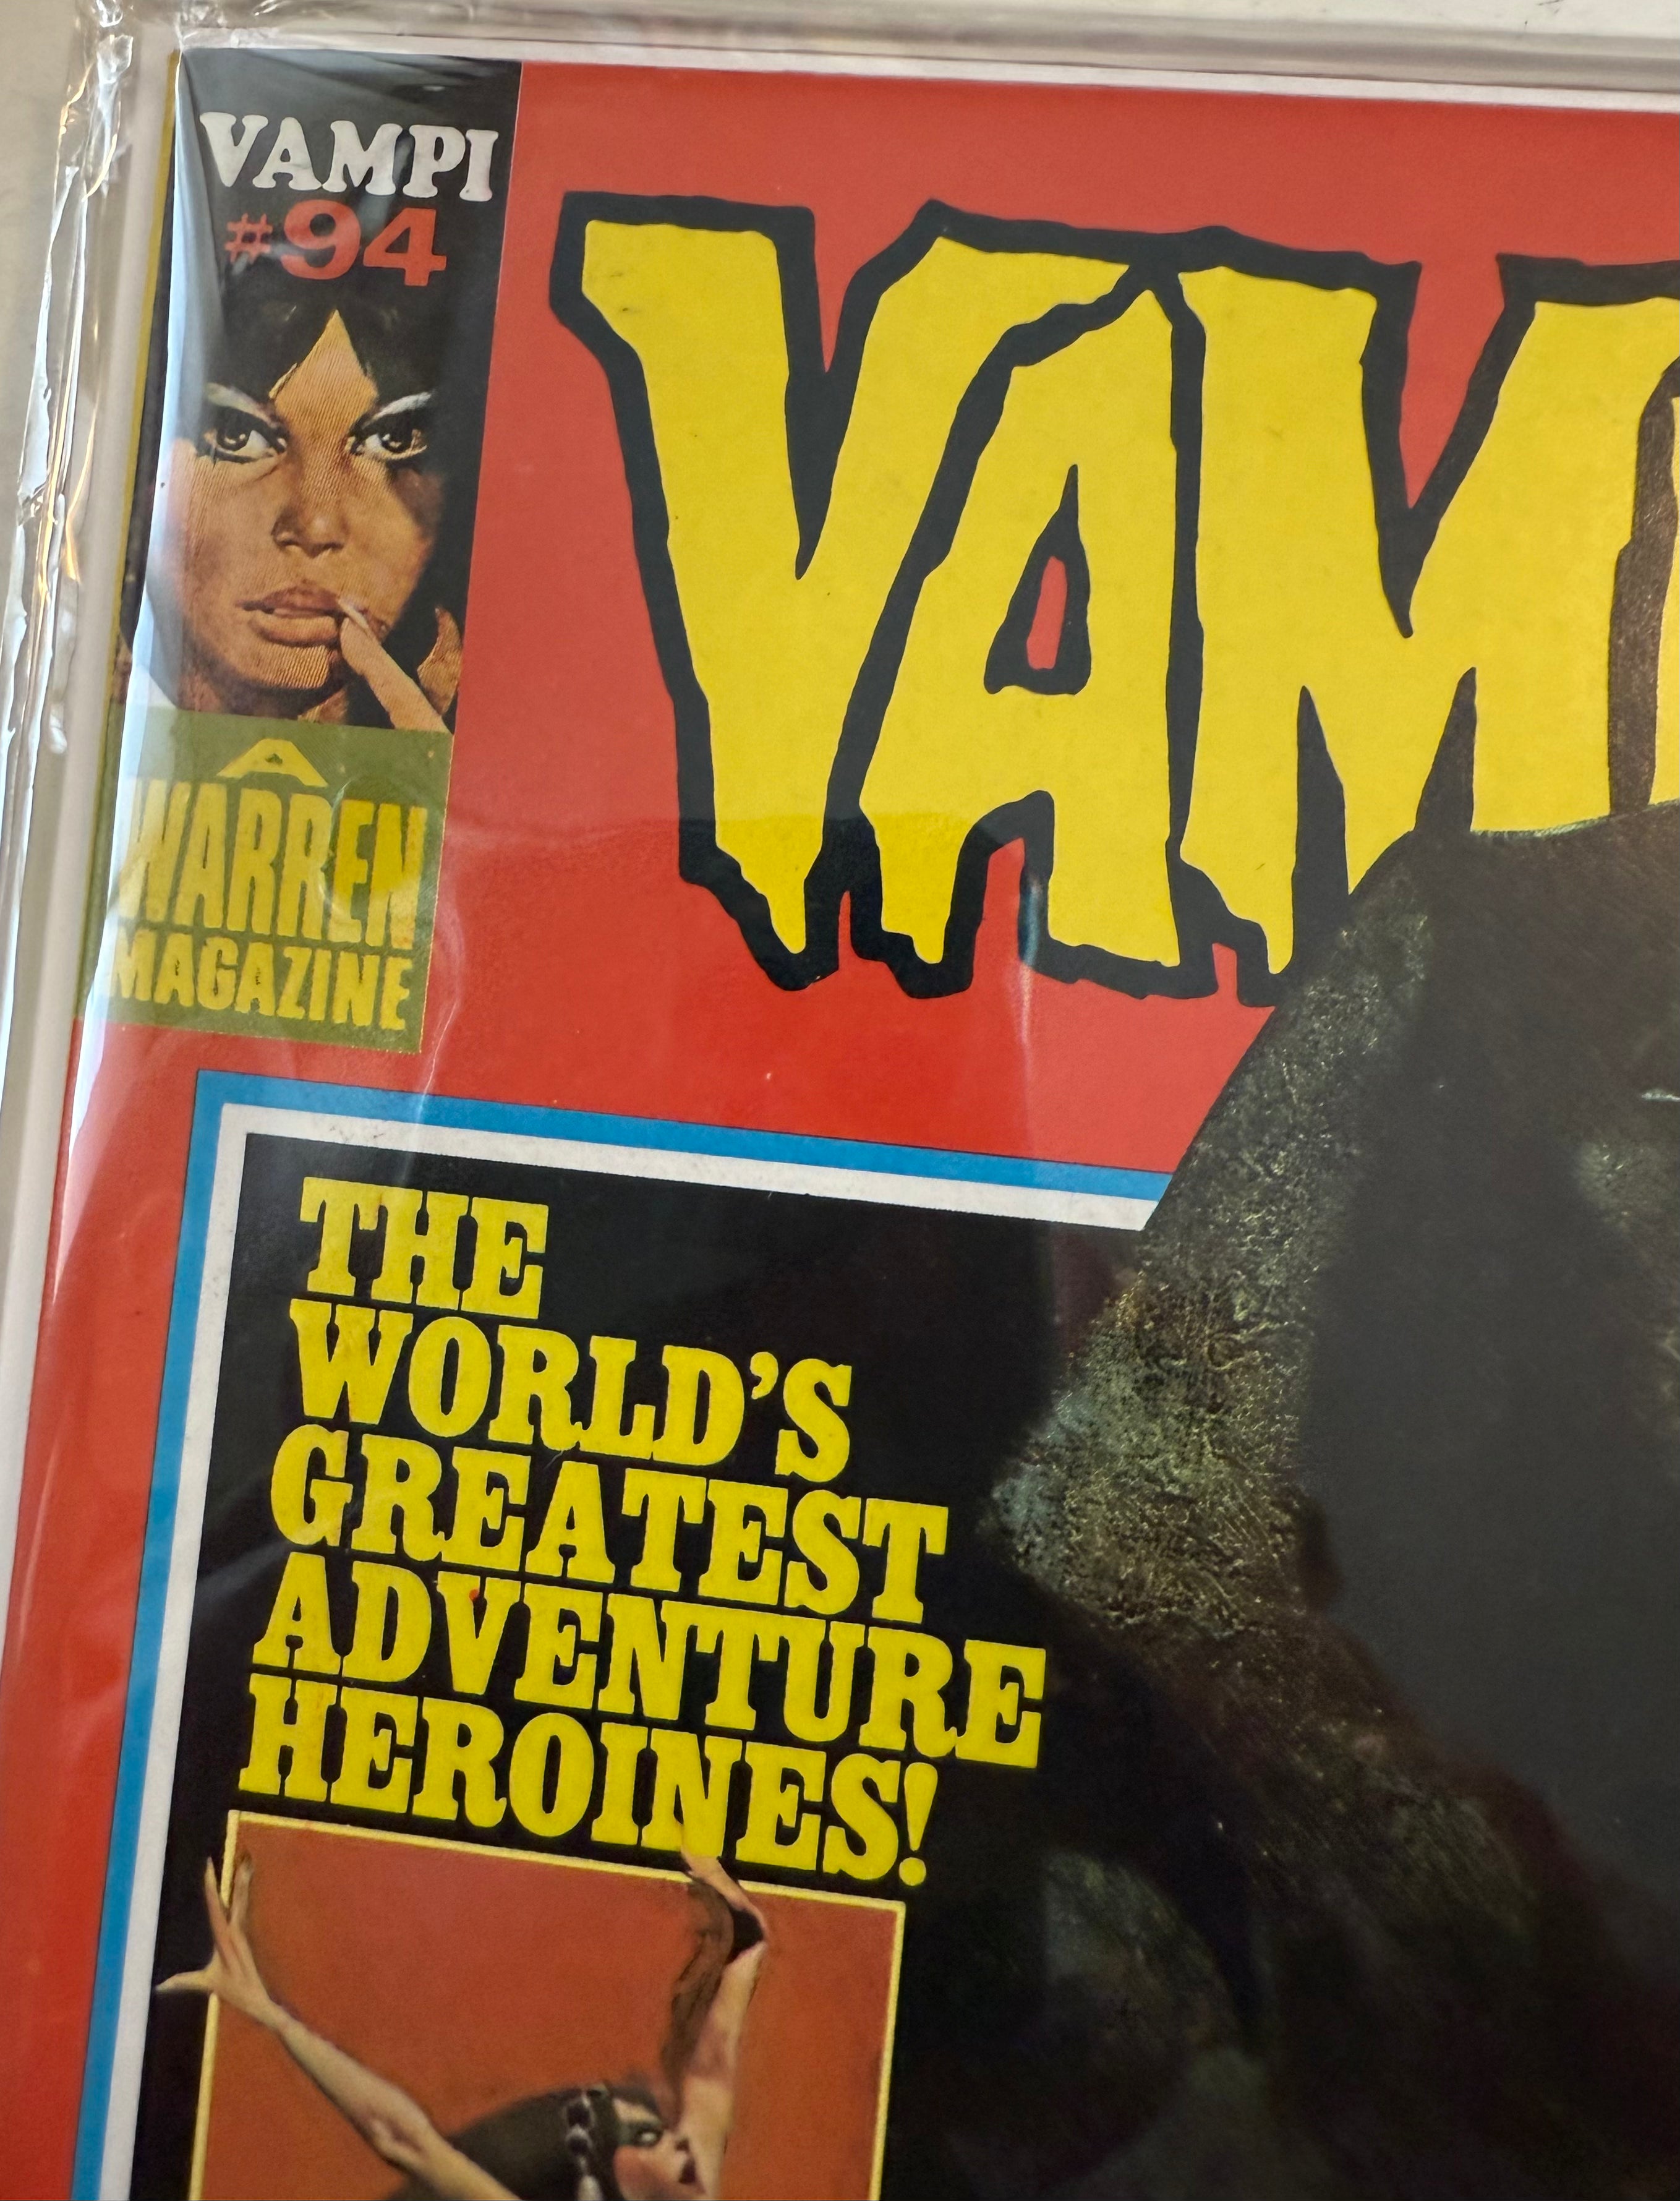 VAMPI
#94
A
WARREN
MAGAZINE
VAM
THE
WORLD'S
GREATEST
ADVENTURE
HEROINES!